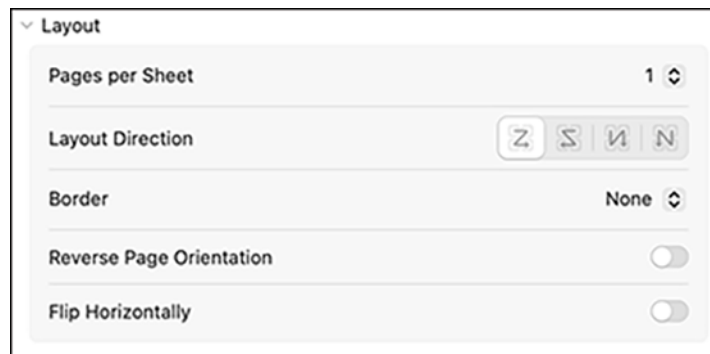 Layout
Pages per Sheet 1
Layout Direction
Border None
Reverse Page Orientation
Flip Horizontally